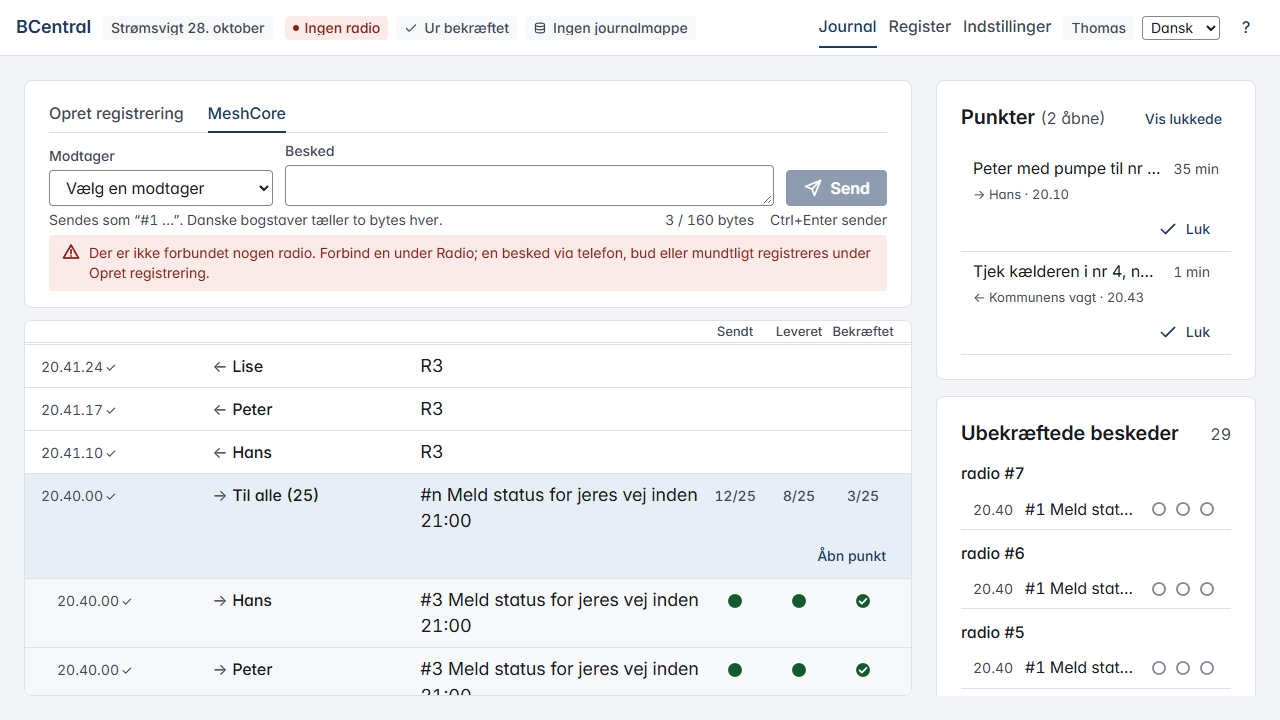 BCentral Strømsvigt 28. oktober Ingen radio Ur bekræftet Ingen journalmappe Journal Register Indstillinger Thomas Dansk ?
Opret registrering MeshCore
Modtager Besked
Vælg en modtager Send
Sendes som “#1 …”. Danske bogstaver tæller to bytes hver. 3 / 160 bytes Ctrl+Enter sender
Der er ikke forbundet nogen radio. Forbind en under Radio; en besked via telefon, bud eller mundtligt registreres under
Opret registrering.
Sendt Leveret Bekræftet
20.41.24 ✓ ← Lise R3
20.41.17 ✓ ← Peter R3
20.41.10 ✓ ← Hans R3
20.40.00 ✓ → Til alle (25) #n Meld status for jeres vej inden 12/25 8/25 3/25
21:00
Åbn punkt
20.40.00 ✓ → Hans #3 Meld status for jeres vej inden
21:00
20.40.00 ✓ → Peter #3 Meld status for jeres vej inden
21:00
Punkter (2 åbne) Vis lukkede
Peter med pumpe til nr … 35 min
→ Hans · 20.10
Luk
Tjek kælderen i nr 4, n… 1 min
← Kommunens vagt · 20.43
Luk
Ubekræftede beskeder 29
radio #7
20.40 #1 Meld stat…
radio #6
20.40 #1 Meld stat…
radio #5
20.40 #1 Meld stat…